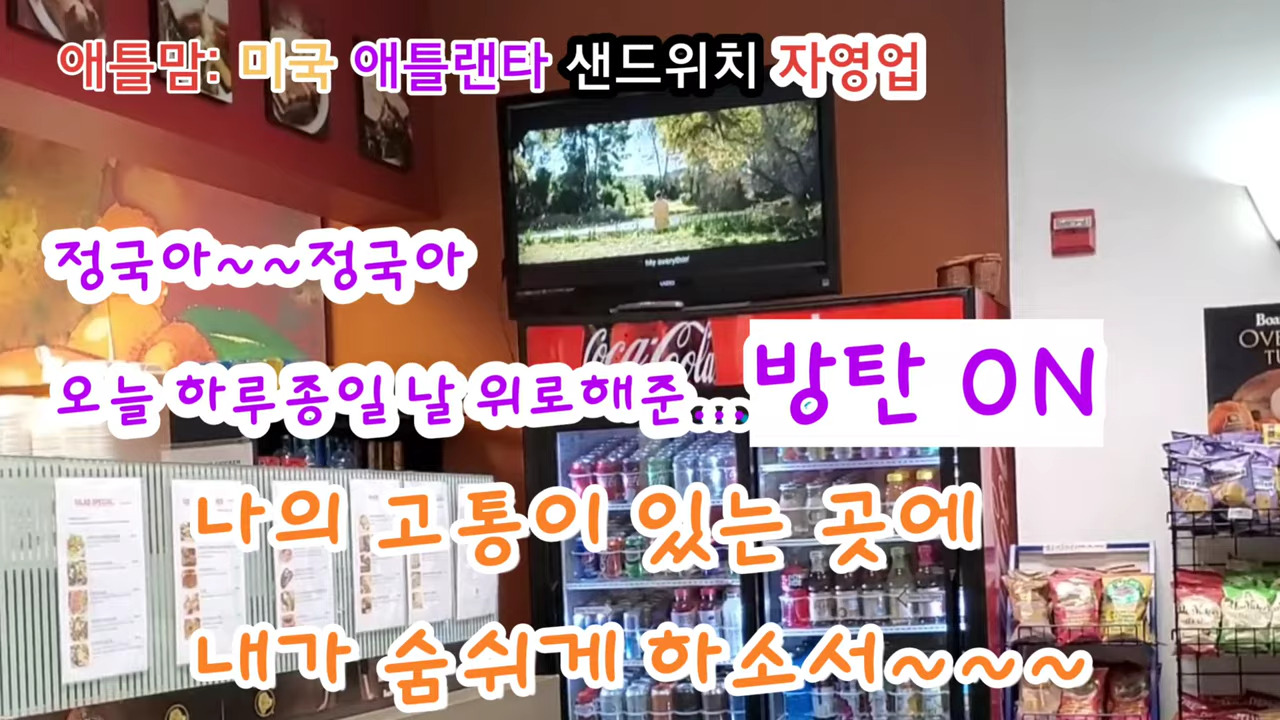 애틀맘: 미국 애틀랜타 샌드위치 자영업
My everythin'
정국아~~정국아
Coca-Cola
오늘 하루종일 날 위로해준... 방탄 ON
나의 고통이 있는 곳에
내가 숨쉬게 하소서~~~